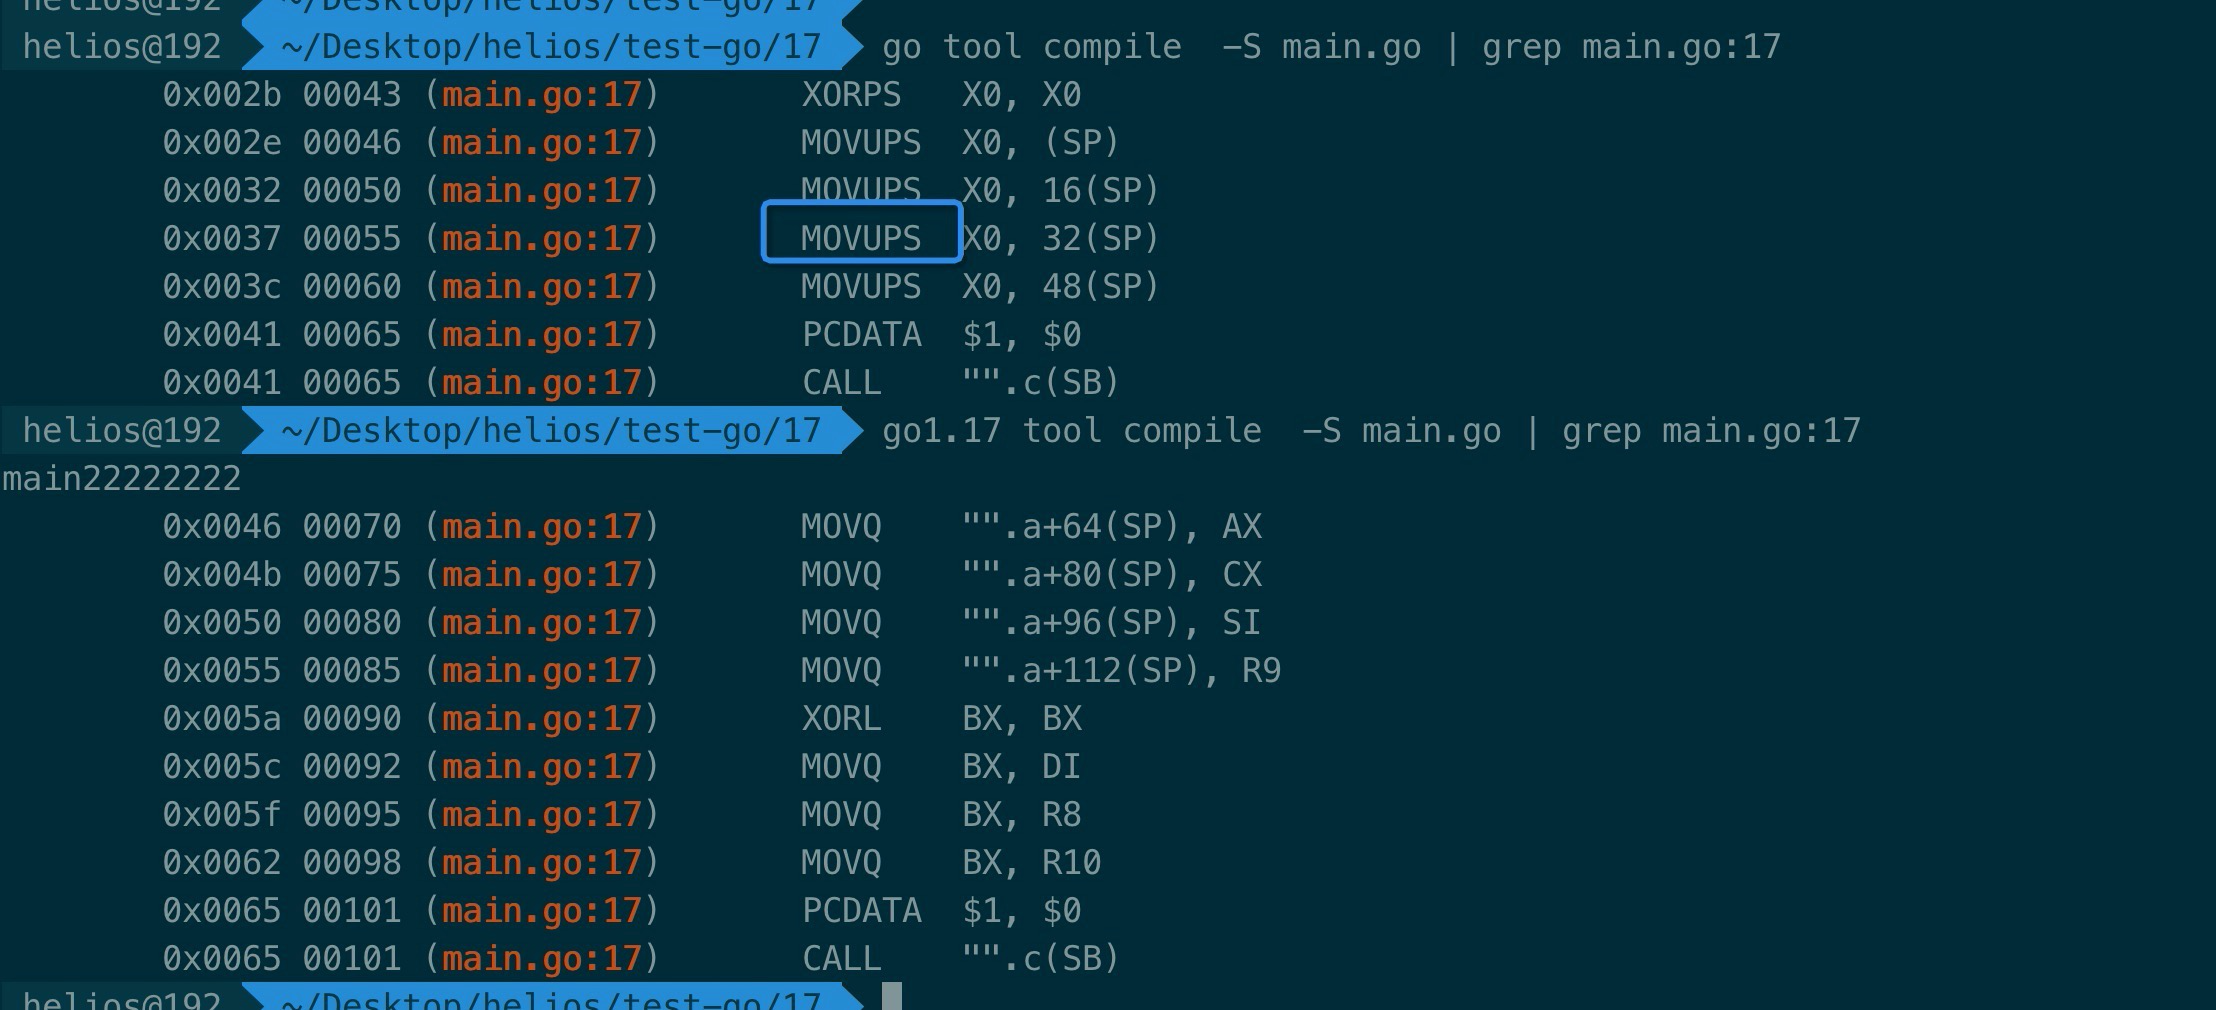 helios@192 ~/Desktop/helios/test-go/17
helios@192 ~/Desktop/helios/test-go/17 go tool compile  -S main.go | grep main.go:17
0x002b 00043 (main.go:17) XORPS X0, X0
0x002e 00046 (main.go:17) MOVUPS X0, (SP)
0x0032 00050 (main.go:17) MOVUPS X0, 16(SP)
0x0037 00055 (main.go:17) MOVUPS X0, 32(SP)
0x003c 00060 (main.go:17) MOVUPS X0, 48(SP)
0x0041 00065 (main.go:17) PCDATA $1, $0
0x0041 00065 (main.go:17) CALL "".c(SB)
helios@192 ~/Desktop/helios/test-go/17 go1.17 tool compile  -S main.go | grep main.go:17
main22222222
0x0046 00070 (main.go:17) MOVQ "".a+64(SP), AX
0x004b 00075 (main.go:17) MOVQ "".a+80(SP), CX
0x0050 00080 (main.go:17) MOVQ "".a+96(SP), SI
0x0055 00085 (main.go:17) MOVQ "".a+112(SP), R9
0x005a 00090 (main.go:17) XORL BX, BX
0x005c 00092 (main.go:17) MOVQ BX, DI
0x005f 00095 (main.go:17) MOVQ BX, R8
0x0062 00098 (main.go:17) MOVQ BX, R10
0x0065 00101 (main.go:17) PCDATA $1, $0
0x0065 00101 (main.go:17) CALL "".c(SB)
helios@192 ~/Desktop/helios/test-go/17